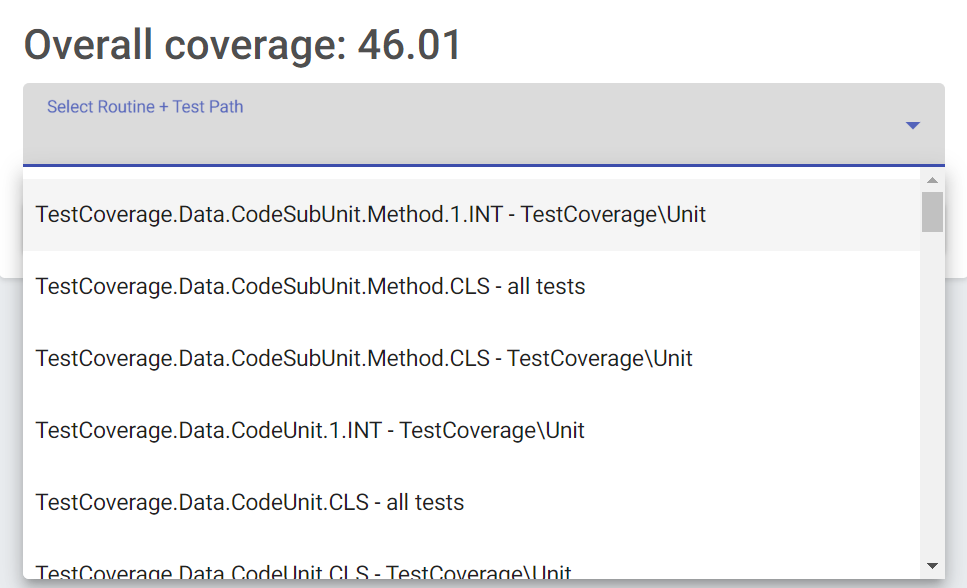 Overall coverage: 46.01
Select Routine + Test Path
TestCoverage.Data.CodeSubUnit.Method.1.INT - TestCoverage\Unit
TestCoverage.Data.CodeSubUnit.Method.CLS - all tests
TestCoverage.Data.CodeSubUnit.Method.CLS - TestCoverage\Unit
TestCoverage.Data.CodeUnit.1.INT - TestCoverage\Unit
TestCoverage.Data.CodeUnit.CLS - all tests
TestCoverage.Data.CodeUnit.CLS - TestCoverage\Unit